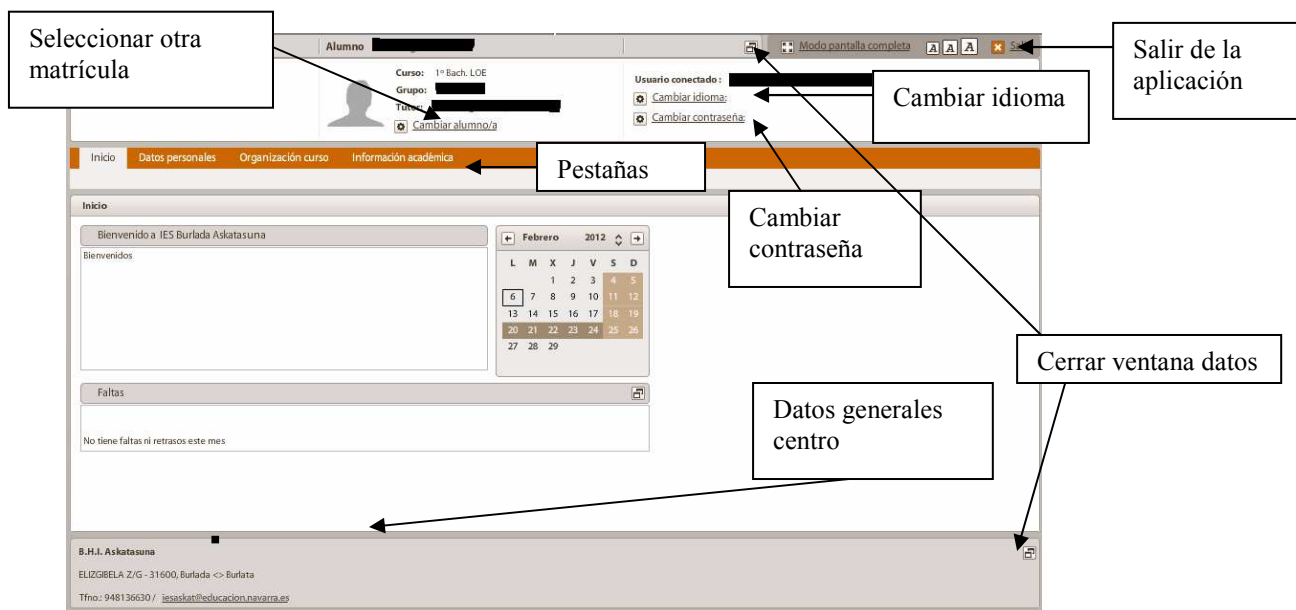 Seleccionar otra
matrícula
Alumno
Modo pantalla completa
A A A
Salir de la
aplicación
Curso: 1º Bach. LOE
Grupo:
Tutor:
Cambiar alumno/a
Usuario conectado :
Cambiar idioma:
Cambiar contraseña:
Cambiar idioma
Inicio Datos personales Organización curso Información académica
Pestañas
Cambiar
contraseña
Inicio
Bienvenido a IES Burlada Askatasuna
Bienvenidos
Febrero 2012
L M X J V S D
1 2 3 4 5
6 7 8 9 10 11 12
13 14 15 16 17 18 19
20 21 22 23 24 25 26
27 28 29
Cerrar ventana datos
Faltas
No tiene faltas ni retrasos este mes
Datos generales
centro
B.H.I. Askatasuna
ELIZGIBELA Z/G - 31600, Burlada <> Burlata
Tfno.: 948136630 / iesaskat@educacion.navarra.es